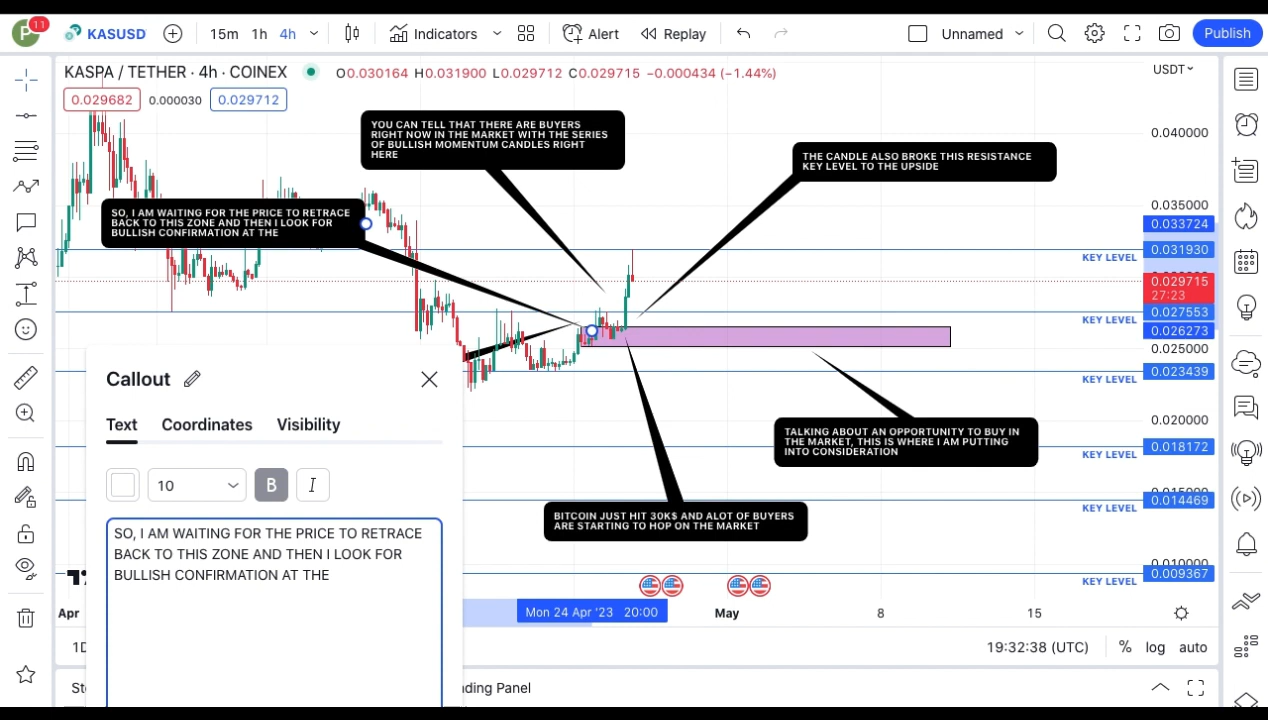 P 11
KASUSD
15m 1h 4h
Indicators
Alert
Replay
Unnamed
Publish
KASPA / TETHER · 4h · COINEX
O0.030164 H0.031900 L0.029712 C0.029715 −0.000434 (−1.44%)
USDT
0.029682
0.000030
0.029712
YOU CAN TELL THAT THERE ARE BUYERS
RIGHT NOW IN THE MARKET WITH THE SERIES
OF BULLISH MOMENTUM CANDLES RIGHT
HERE
THE CANDLE ALSO BROKE THIS RESISTANCE
KEY LEVEL TO THE UPSIDE
SO, I AM WAITING FOR THE PRICE TO RETRACE
BACK TO THIS ZONE AND THEN I LOOK FOR
BULLISH CONFIRMATION AT THE
0.040000
0.035000
0.033724
0.031930
KEY LEVEL
0.029715
27:23
0.027553
KEY LEVEL
0.026273
0.025000
0.023439
KEY LEVEL
0.020000
0.018172
KEY LEVEL
0.014469
KEY LEVEL
0.010000
0.009367
KEY LEVEL
TALKING ABOUT AN OPPORTUNITY TO BUY IN
THE MARKET, THIS IS WHERE I AM PUTTING
INTO CONSIDERATION
BITCOIN JUST HIT 30K$ AND ALOT OF BUYERS
ARE STARTING TO HOP ON THE MARKET
Callout
Text Coordinates Visibility
10
B I
SO, I AM WAITING FOR THE PRICE TO RETRACE
BACK TO THIS ZONE AND THEN I LOOK FOR
BULLISH CONFIRMATION AT THE
Apr
Mon 24 Apr '23 20:00
May
8
15
19:32:38 (UTC)
% log auto
Panel